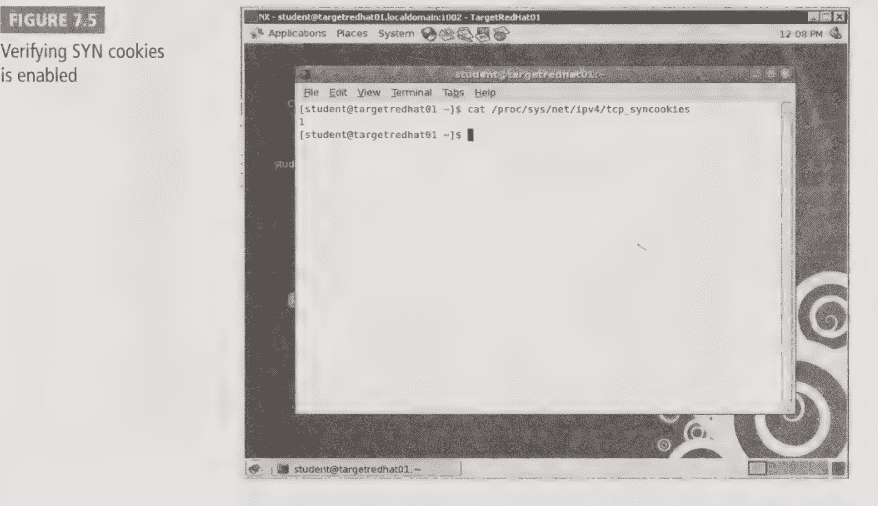 FIGURE 7.5
Verifying SYN cookies
is enabled
NX - student@targetredhat01.localdomain:1002 - TargetRedHat01
Applications Places System
12:08 PM
student@targetredhat01:~
File Edit View Terminal Tabs Help
[student@targetredhat01 ~]$ cat /proc/sys/net/ipv4/tcp_syncookies
1
[student@targetredhat01 ~]$
stud
student@targetredhat01:~